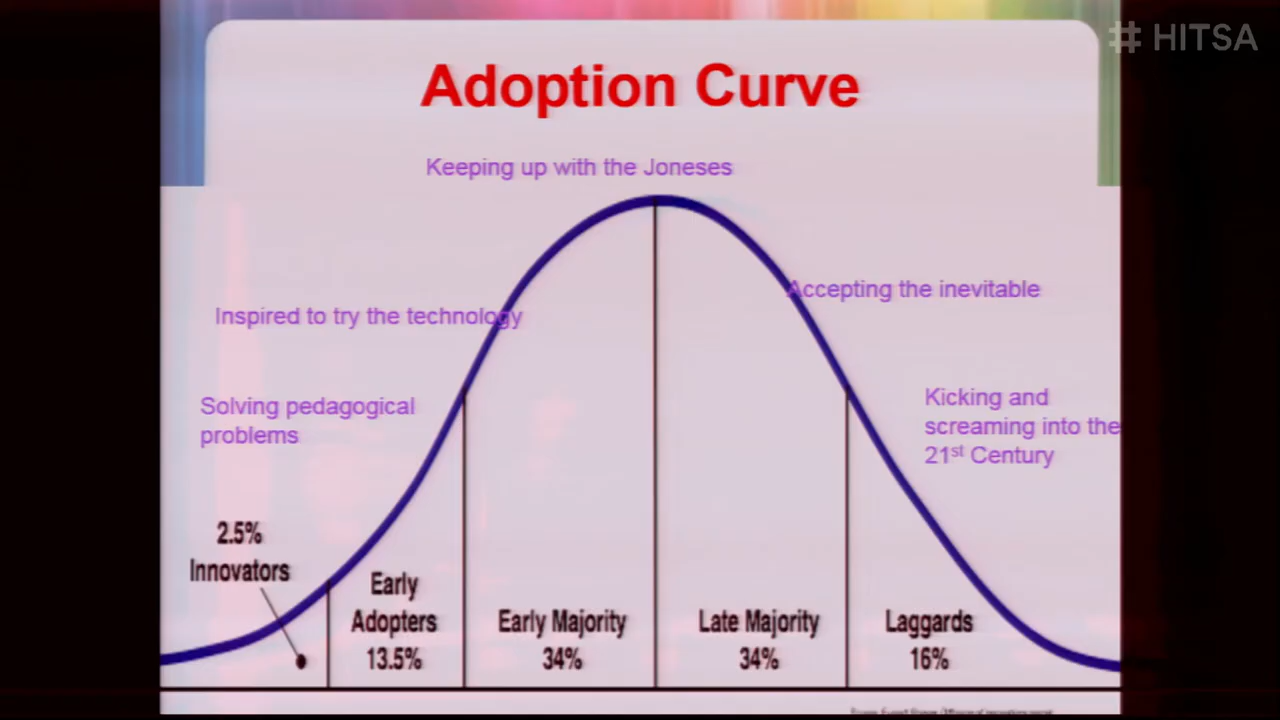 # HITSA
Adoption Curve
Keeping up with the Joneses
Accepting the inevitable
Inspired to try the technology
Solving pedagogical
problems
Kicking and
screaming into the
21st Century
2.5%
Innovators
Early
Adopters
13.5%
Early Majority
34%
Late Majority
34%
Laggards
16%